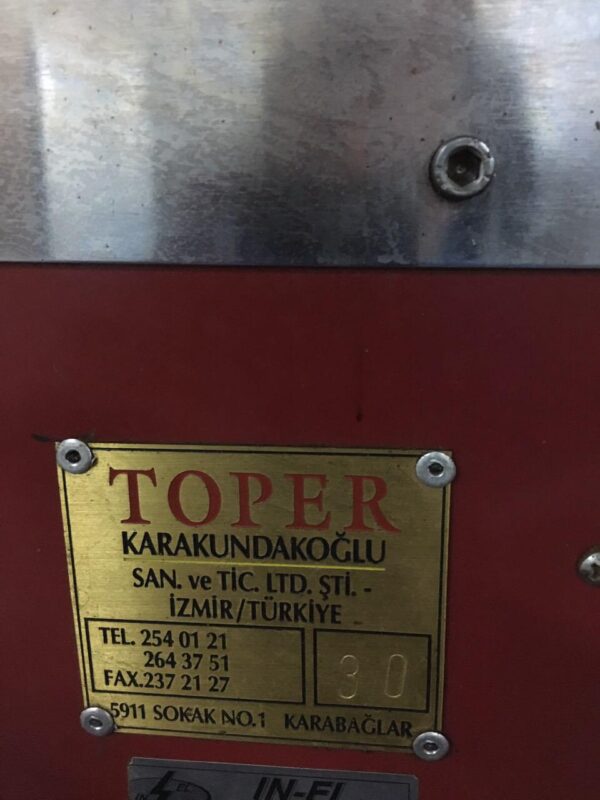 TOPER
KARAKUNDAKOĞLU
SAN. ve TİC. LTD. ŞTİ. -
İZMİR/TÜRKİYE
TEL. 254 01 21
264 37 51
FAX.237 21 27
30
5911 SOKAK NO.1 KARABAĞLAR